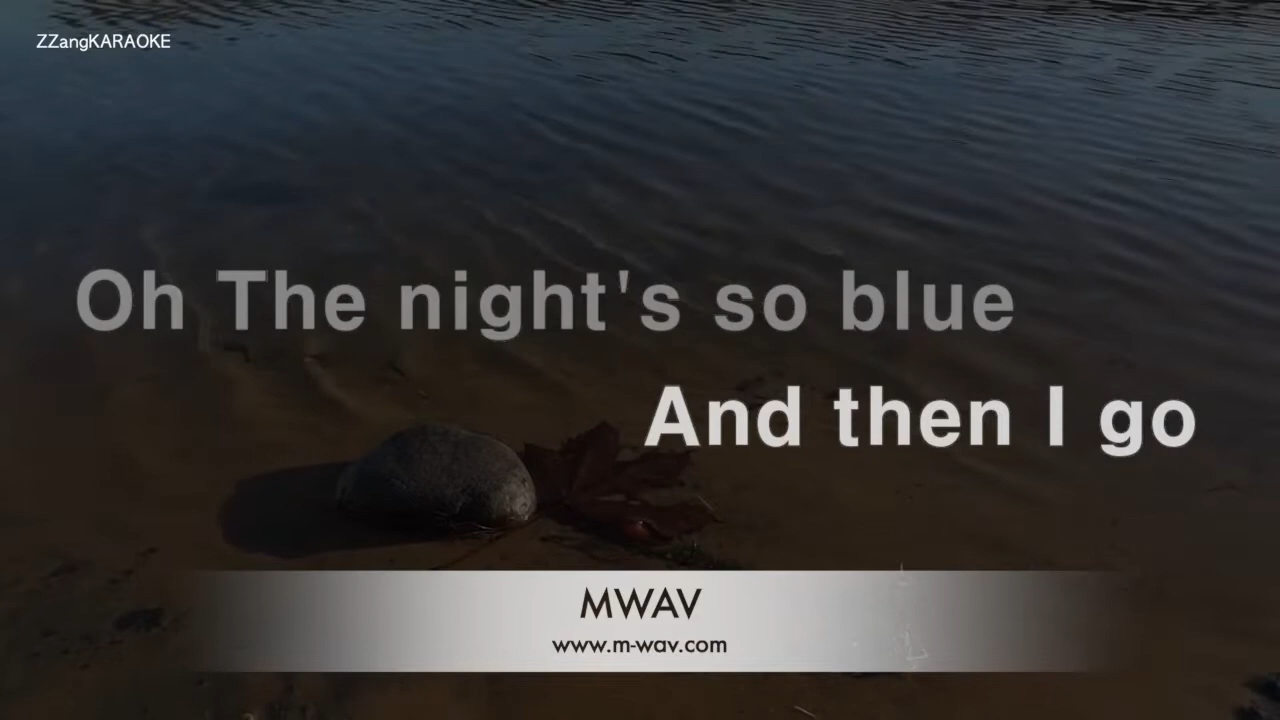 ZZangKARAOKE
Oh The night's so blue
And then I go
MWAV
www.m-wav.com